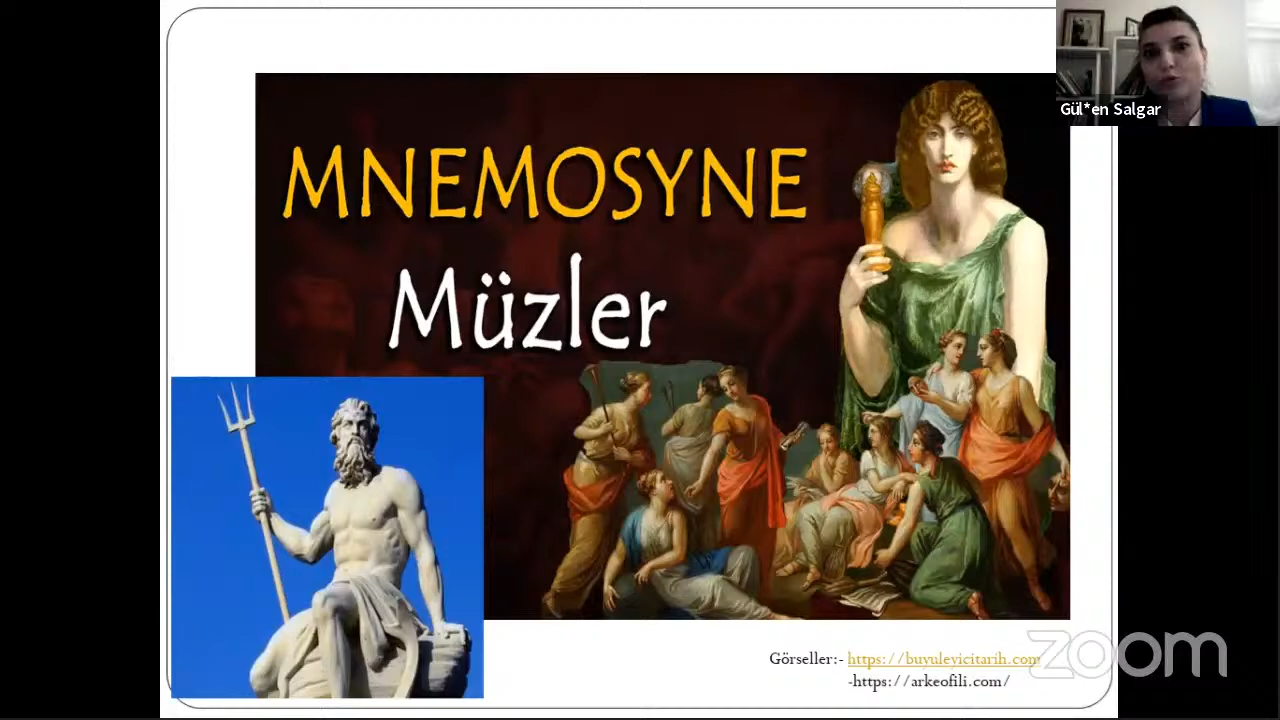 Gül*en Salgar
MNEMOSYNE
Müzler
Görseller:- https://buyuleyicitarih.com
-https://arkeofili.com/
zoom